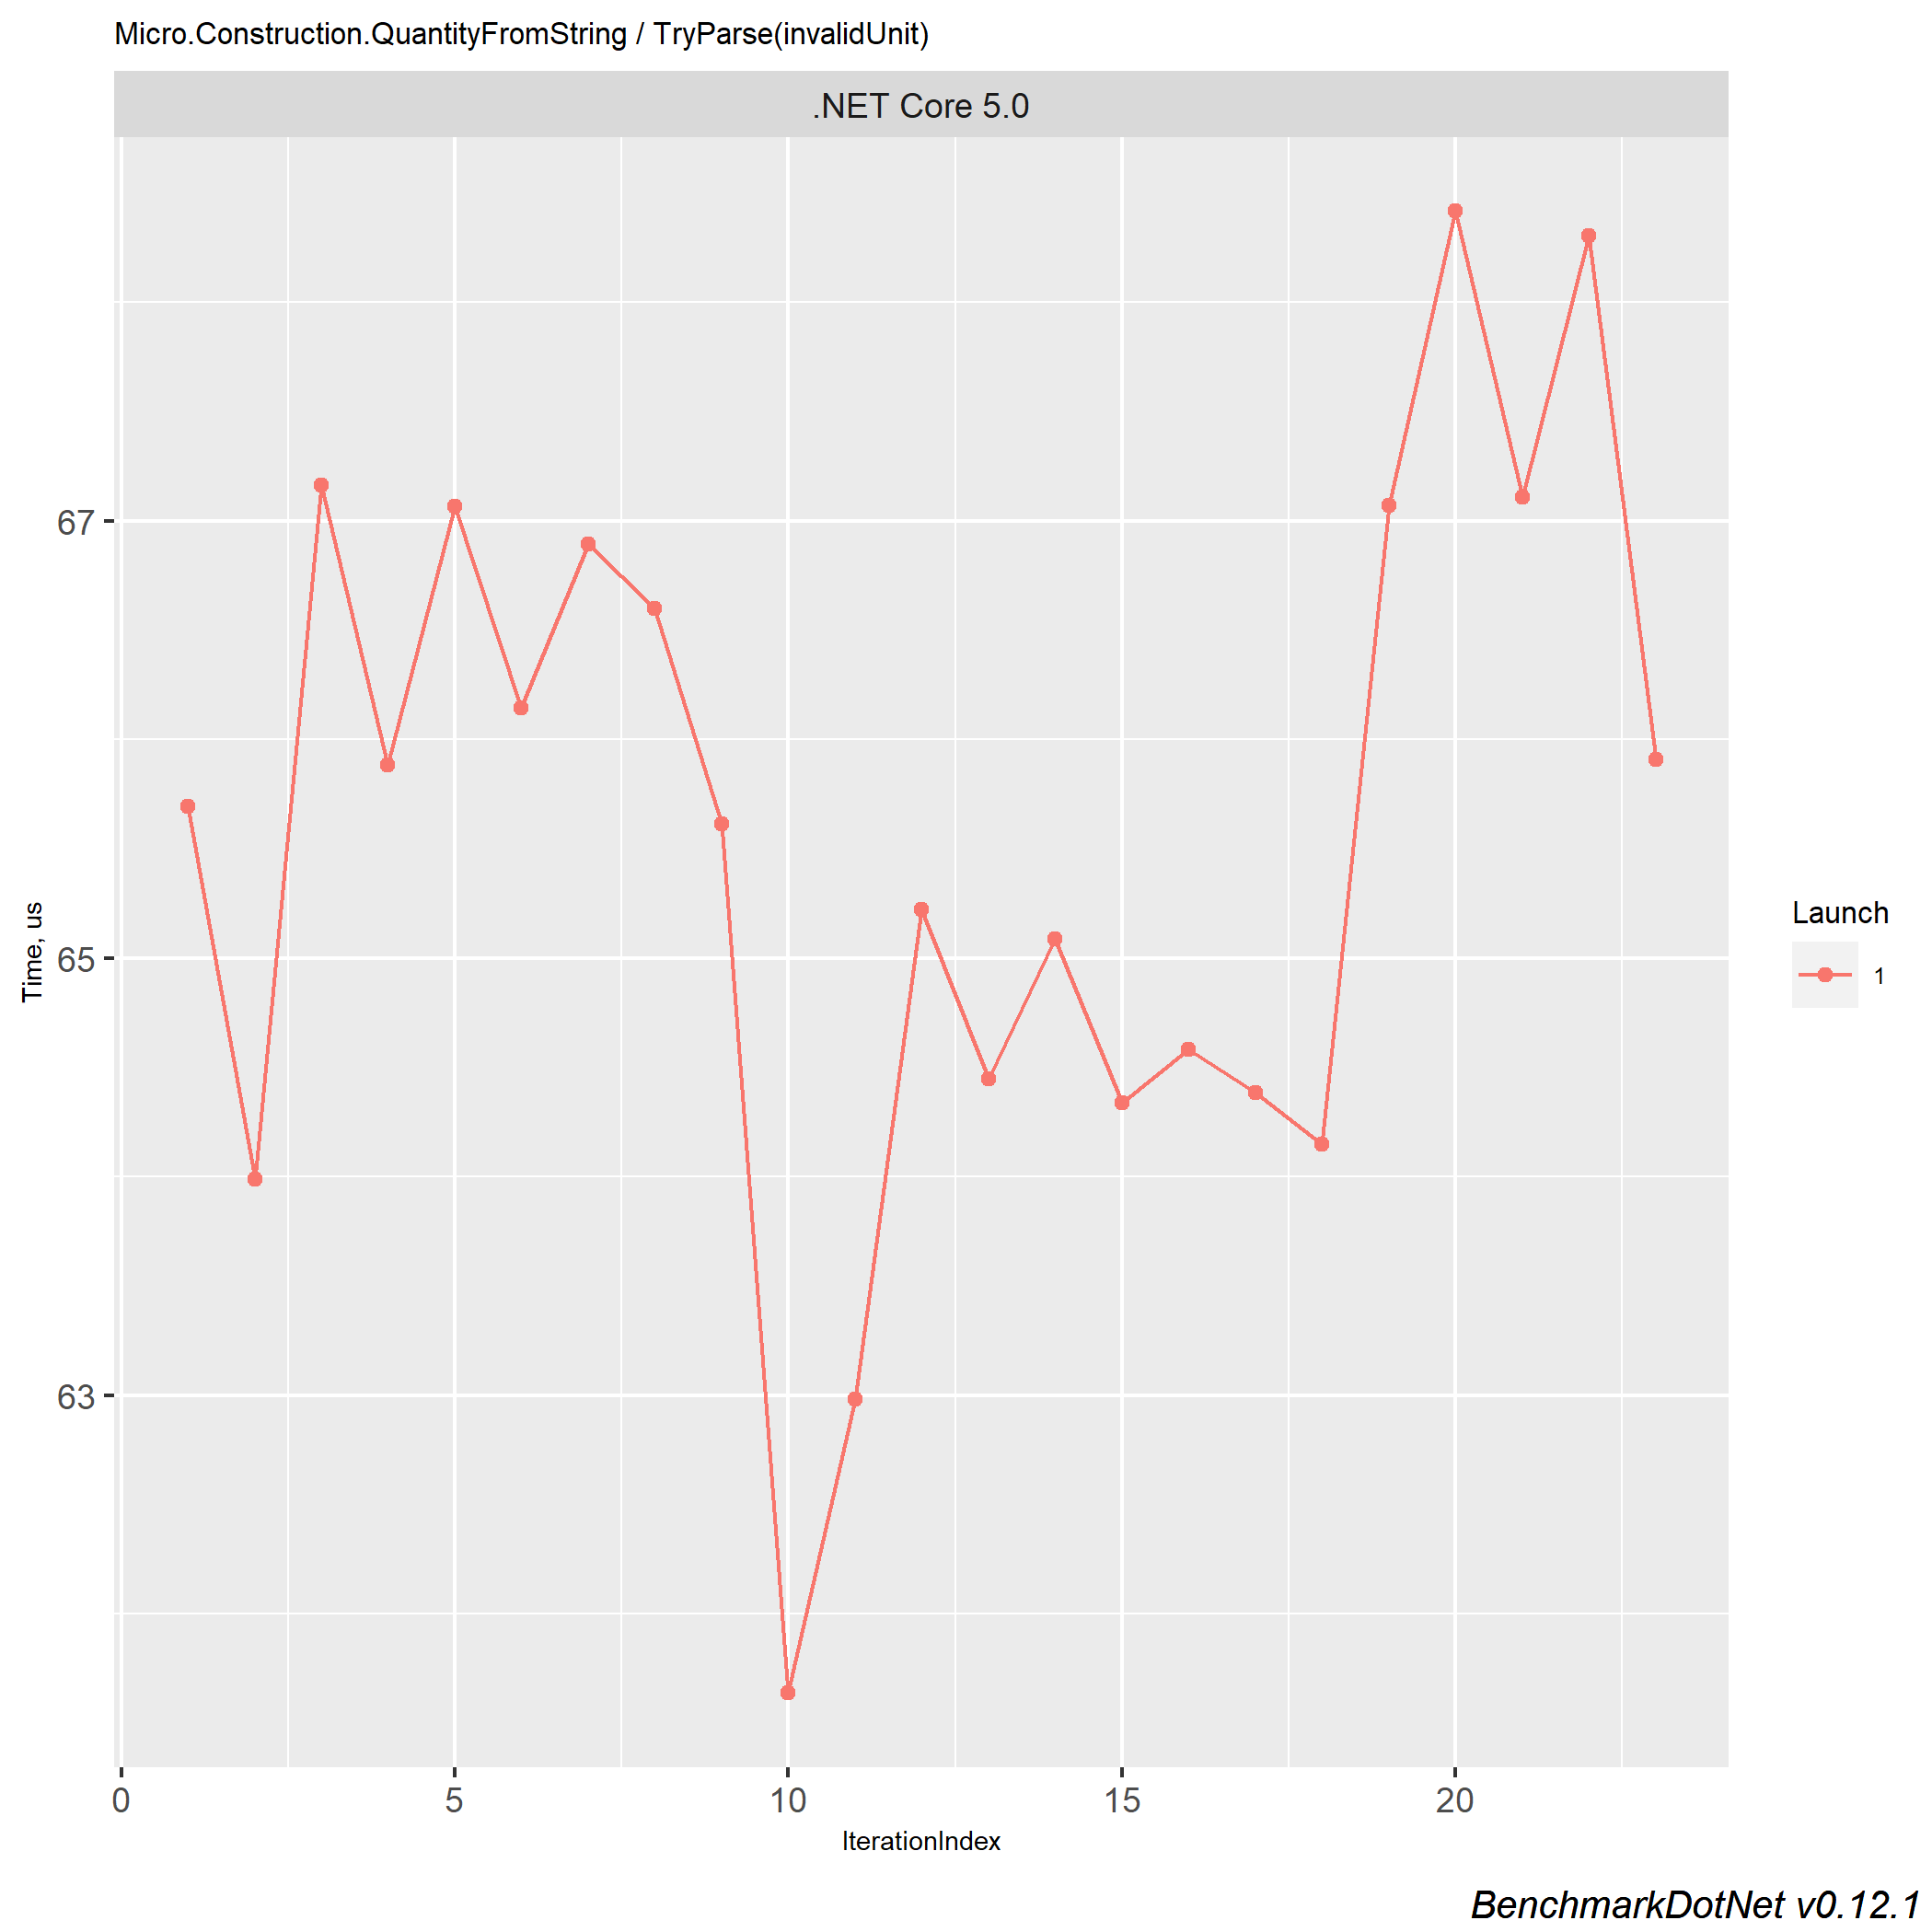 Micro.Construction.QuantityFromString / TryParse(invalidUnit)
.NET Core 5.0
67
65
63
Time, us
0 5 10 15 20
IterationIndex
Launch
1
BenchmarkDotNet v0.12.1